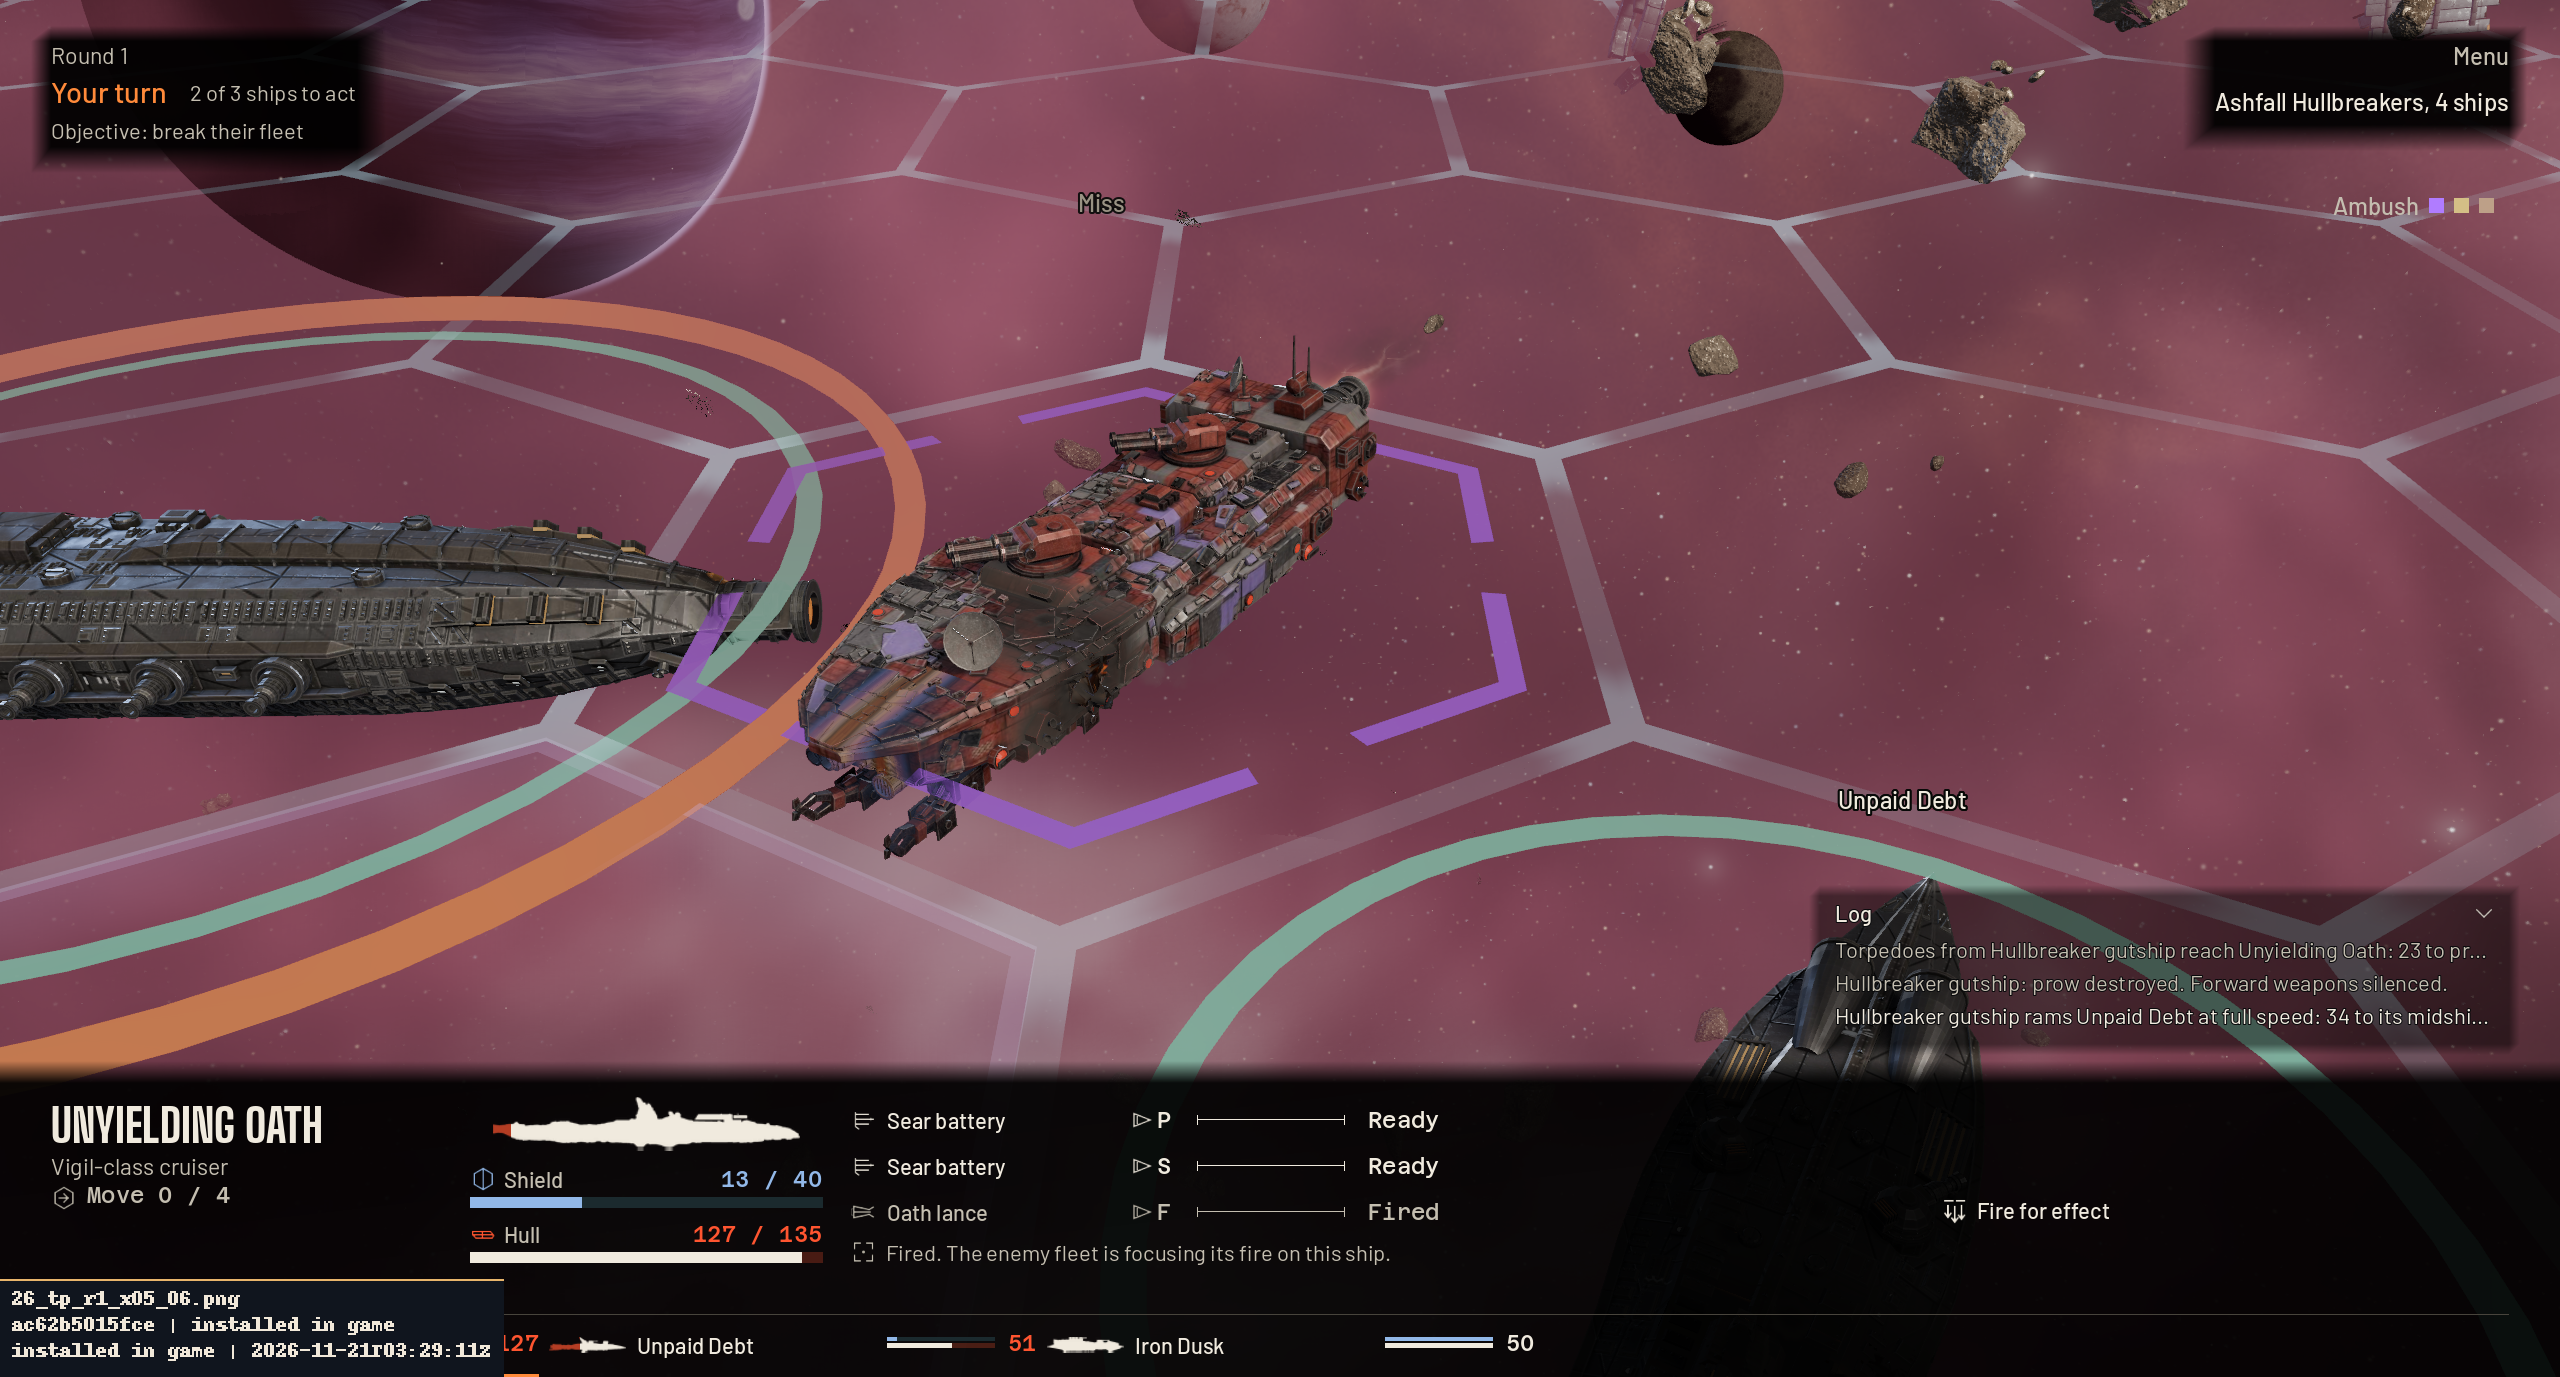 Round 1
Your turn 2 of 3 ships to act
Objective: break their fleet
Menu
Ashfall Hullbreakers, 4 ships
Ambush
Miss
Unpaid Debt
Log
Torpedoes from Hullbreaker gutship reach Unyielding Oath: 23 to pr...
Hullbreaker gutship: prow destroyed. Forward weapons silenced.
Hullbreaker gutship rams Unpaid Debt at full speed: 34 to its midshi...
UNYIELDING OATH
Vigil-class cruiser
Move 0 / 4
Shield 13 / 40
Hull 127 / 135
Sear battery P Ready
Sear battery S Ready
Oath lance F Fired
Fired. The enemy fleet is focusing its fire on this ship.
Fire for effect
26_tp_r1_x05_06.png
ac62b5015fce | installed in game
installed in game | 2026-11-21T03:29:11Z
127 Unpaid Debt 51 Iron Dusk 50